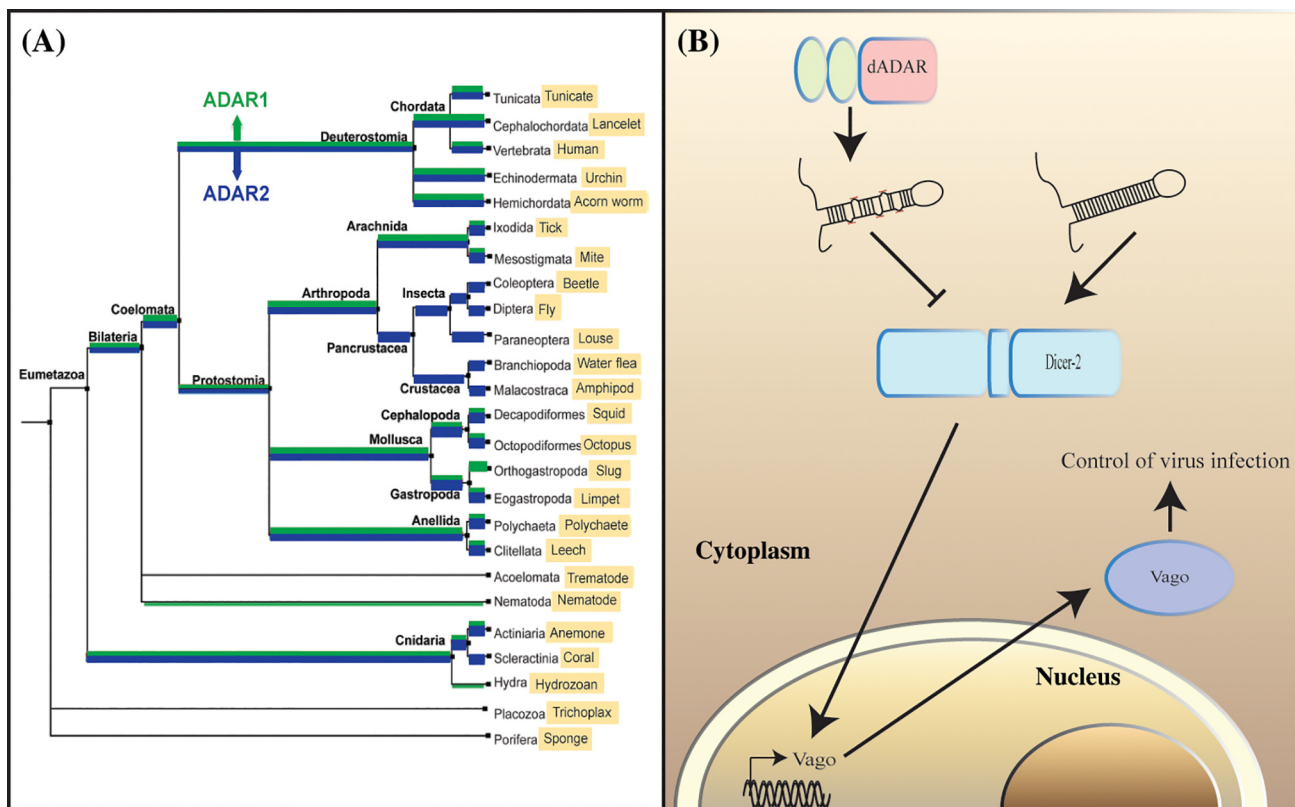 (A)
ADAR1
ADAR2
Eumetazoa
Bilateria
Coelomata
Deuterostomia
Chordata
Tunicata Tunicate
Cephalochordata Lancelet
Vertebrata Human
Echinodermata Urchin
Hemichordata Acorn worm
Protostomia
Arthropoda
Arachnida
Ixodida Tick
Mesostigmata Mite
Pancrustacea
Insecta
Coleoptera Beetle
Diptera Fly
Paraneoptera Louse
Crustacea
Branchiopoda Water flea
Malacostraca Amphipod
Mollusca
Cephalopoda
Decapodiformes Squid
Octopodiformes Octopus
Gastropoda
Orthogastropoda Slug
Eogastropoda Limpet
Anellida
Polychaeta Polychaete
Clitellata Leech
Acoelomata Trematode
Nematoda Nematode
Cnidaria
Actiniaria Anemone
Scleractinia Coral
Hydra Hydrozoan
Placozoa Trichoplax
Porifera Sponge
(B)
dADAR
Dicer-2
Control of virus infection
Vago
Cytoplasm
Nucleus
Vago